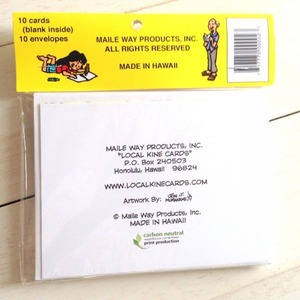 10 cards
(blank inside)
10 envelopes
MAILE WAY PRODUCTS, INC.
ALL RIGHTS RESERVED
MADE IN HAWAII
MAILE WAY PRODUCTS, INC.
"LOCAL KINE CARDS"
P.O. Box 240503
Honolulu, Hawaii 96824
WWW.LOCALKINECARDS.COM
Artwork By:
© Maile Way Products, Inc.
MADE IN HAWAII
carbon neutral
print production